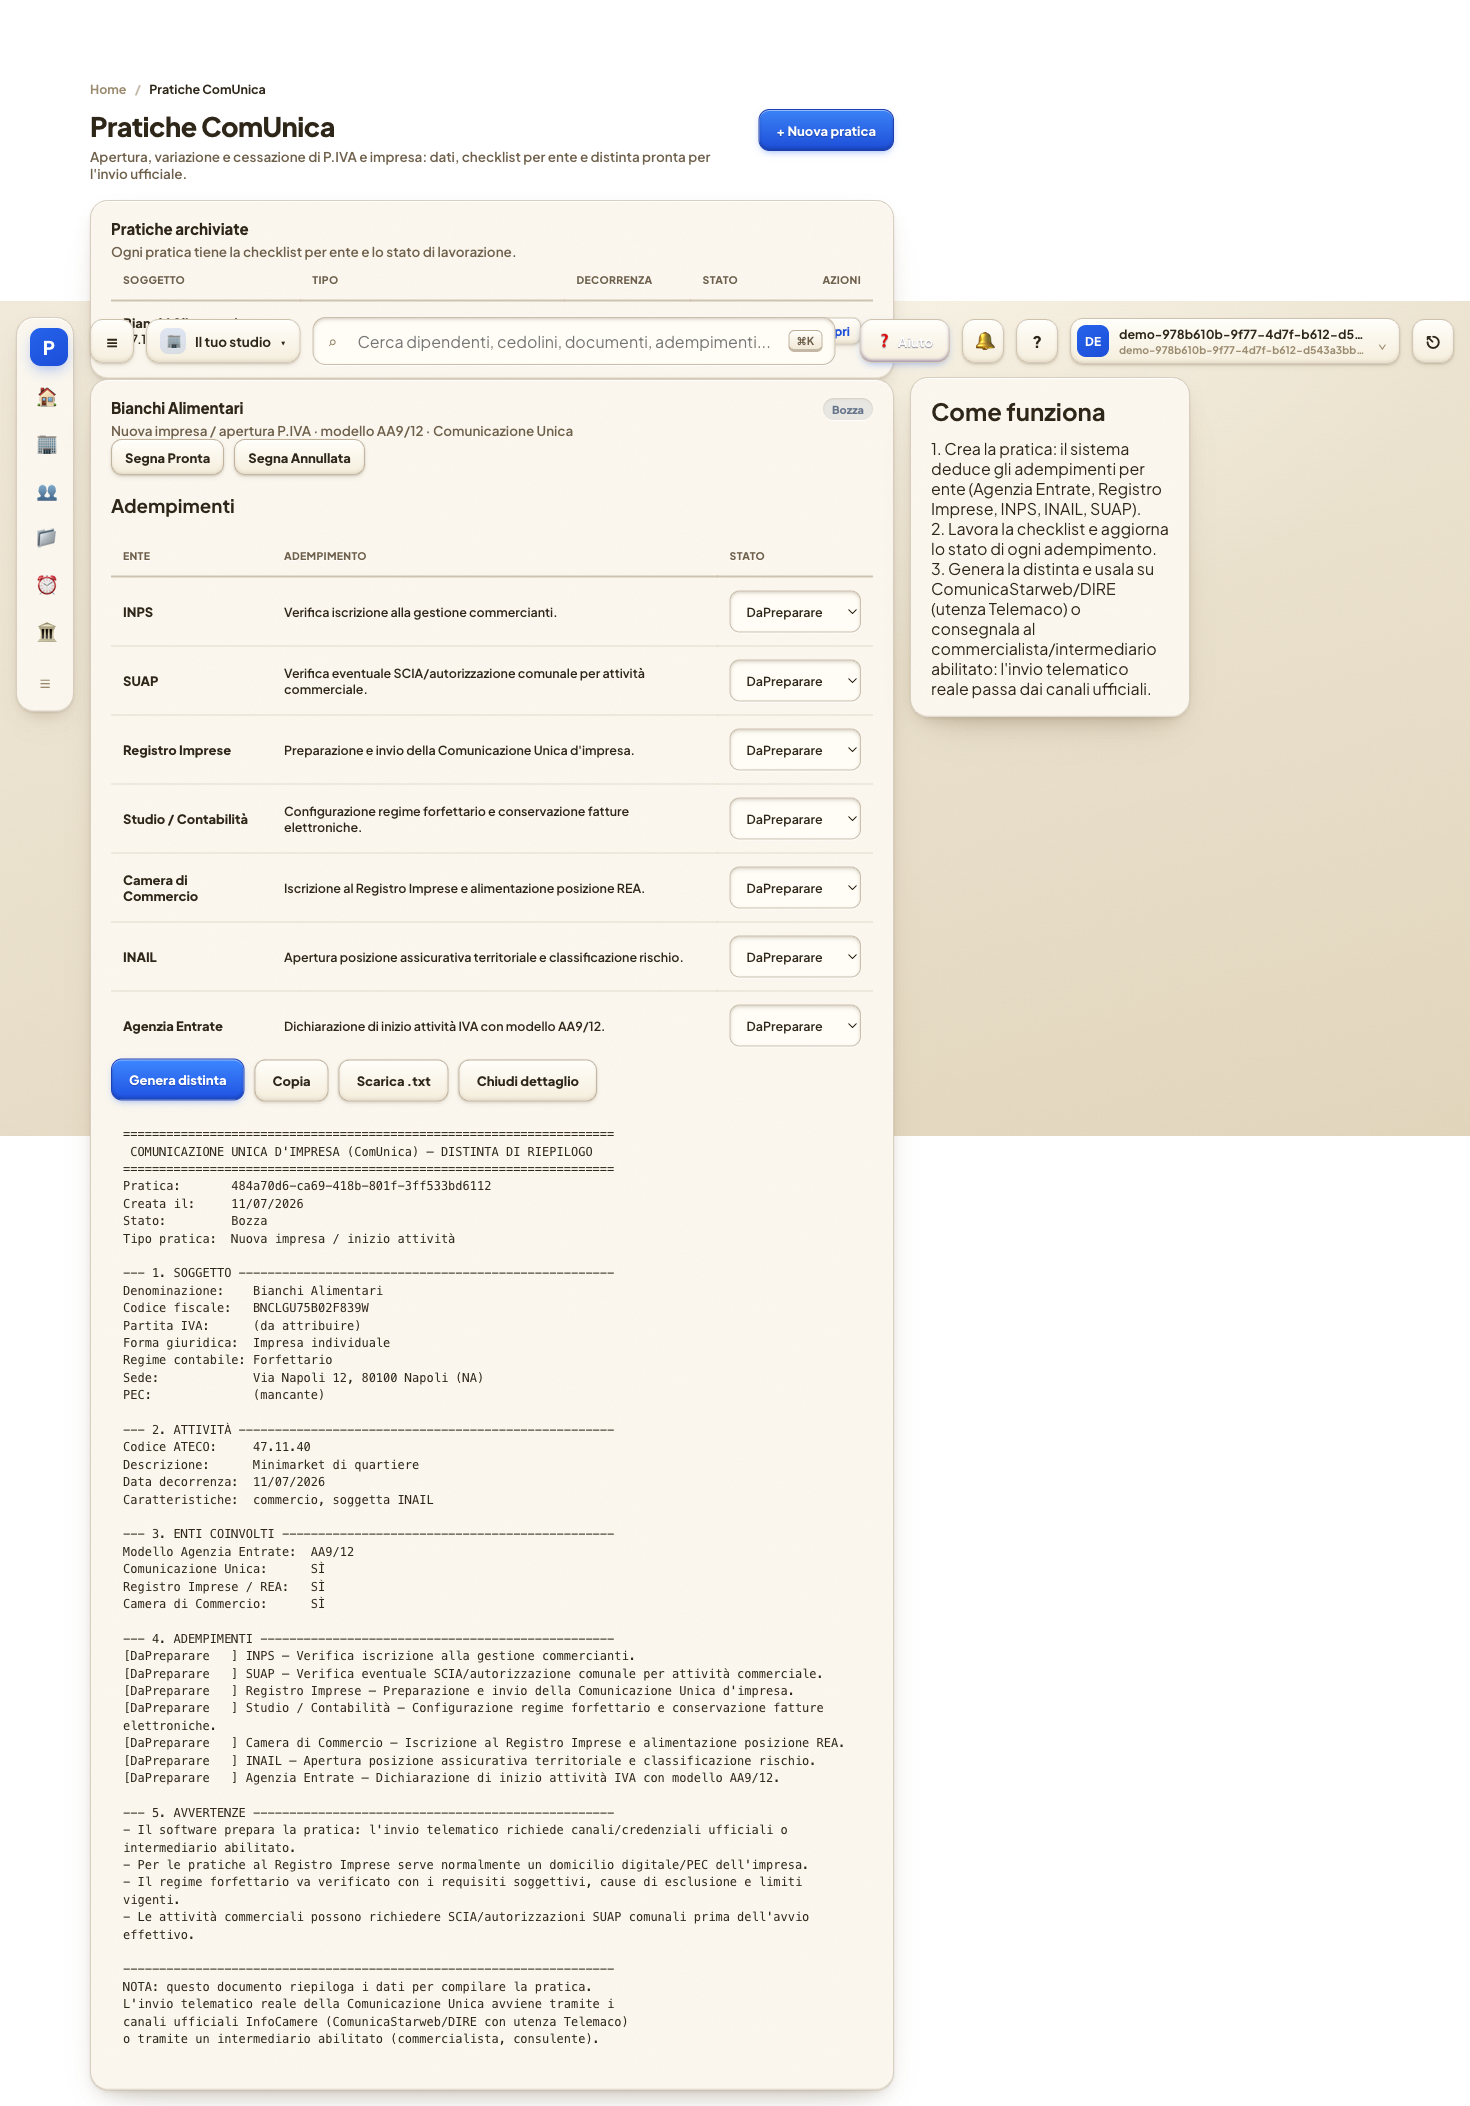 Home / Pratiche ComUnica
Pratiche ComUnica
+ Nuova pratica
Apertura, variazione e cessazione di P.IVA e impresa: dati, checklist per ente e distinta pronta per
l'invio ufficiale.
Pratiche archiviate
Ogni pratica tiene la checklist per ente e lo stato di lavorazione.
SOGGETTO TIPO DECORRENZA STATO AZIONI
P
≡
Il tuo studio
Cerca dipendenti, cedolini, documenti, adempimenti...
⌘K
pri
Aiuto
?
DE
demo-978b610b-9f77-4d7f-b612-d5...
demo-978b610b-9f77-4d7f-b612-d543a3bb...
Bianchi Alimentari
Bozza
Nuova impresa / apertura P.IVA · modello AA9/12 · Comunicazione Unica
Segna Pronta Segna Annullata
Adempimenti
ENTE ADEMPIMENTO STATO
INPS Verifica iscrizione alla gestione commercianti. DaPreparare
SUAP Verifica eventuale SCIA/autorizzazione comunale per attività
commerciale. DaPreparare
Registro Imprese Preparazione e invio della Comunicazione Unica d'impresa. DaPreparare
Studio / Contabilità Configurazione regime forfettario e conservazione fatture
elettroniche. DaPreparare
Camera di
Commercio Iscrizione al Registro Imprese e alimentazione posizione REA. DaPreparare
INAIL Apertura posizione assicurativa territoriale e classificazione rischio. DaPreparare
Agenzia Entrate Dichiarazione di inizio attività IVA con modello AA9/12. DaPreparare
Genera distinta Copia Scarica .txt Chiudi dettaglio
====================================================================
COMUNICAZIONE UNICA D'IMPRESA (ComUnica) — DISTINTA DI RIEPILOGO
====================================================================
Pratica: 484a70d6-ca69-418b-801f-3ff533bd6112
Creata il: 11/07/2026
Stato: Bozza
Tipo pratica: Nuova impresa / inizio attività
--- 1. SOGGETTO ----------------------------------------------------
Denominazione: Bianchi Alimentari
Codice fiscale: BNCLGU75B02F839W
Partita IVA: (da attribuire)
Forma giuridica: Impresa individuale
Regime contabile: Forfettario
Sede: Via Napoli 12, 80100 Napoli (NA)
PEC: (mancante)
--- 2. ATTIVITÀ ----------------------------------------------------
Codice ATECO: 47.11.40
Descrizione: Minimarket di quartiere
Data decorrenza: 11/07/2026
Caratteristiche: commercio, soggetta INAIL
--- 3. ENTI COINVOLTI ----------------------------------------------
Modello Agenzia Entrate: AA9/12
Comunicazione Unica: SÌ
Registro Imprese / REA: SÌ
Camera di Commercio: SÌ
--- 4. ADEMPIMENTI -------------------------------------------------
[DaPreparare ] INPS — Verifica iscrizione alla gestione commercianti.
[DaPreparare ] SUAP — Verifica eventuale SCIA/autorizzazione comunale per attività commerciale.
[DaPreparare ] Registro Imprese — Preparazione e invio della Comunicazione Unica d'impresa.
[DaPreparare ] Studio / Contabilità — Configurazione regime forfettario e conservazione fatture
elettroniche.
[DaPreparare ] Camera di Commercio — Iscrizione al Registro Imprese e alimentazione posizione REA.
[DaPreparare ] INAIL — Apertura posizione assicurativa territoriale e classificazione rischio.
[DaPreparare ] Agenzia Entrate — Dichiarazione di inizio attività IVA con modello AA9/12.
--- 5. AVVERTENZE --------------------------------------------------
- Il software prepara la pratica: l'invio telematico richiede canali/credenziali ufficiali o
intermediario abilitato.
- Per le pratiche al Registro Imprese serve normalmente un domicilio digitale/PEC dell'impresa.
- Il regime forfettario va verificato con i requisiti soggettivi, cause di esclusione e limiti
vigenti.
- Le attività commerciali possono richiedere SCIA/autorizzazioni SUAP comunali prima dell'avvio
effettivo.
--------------------------------------------------------------------
NOTA: questo documento riepiloga i dati per compilare la pratica.
L'invio telematico reale della Comunicazione Unica avviene tramite i
canali ufficiali InfoCamere (ComunicaStarweb/DIRE con utenza Telemaco)
o tramite un intermediario abilitato (commercialista, consulente).
Come funziona
1. Crea la pratica: il sistema
deduce gli adempimenti per
ente (Agenzia Entrate, Registro
Imprese, INPS, INAIL, SUAP).
2. Lavora la checklist e aggiorna
lo stato di ogni adempimento.
3. Genera la distinta e usala su
ComunicaStarweb/DIRE
(utenza Telemaco) o
consegnala al
commercialista/intermediario
abilitato: l'invio telematico
reale passa dai canali ufficiali.